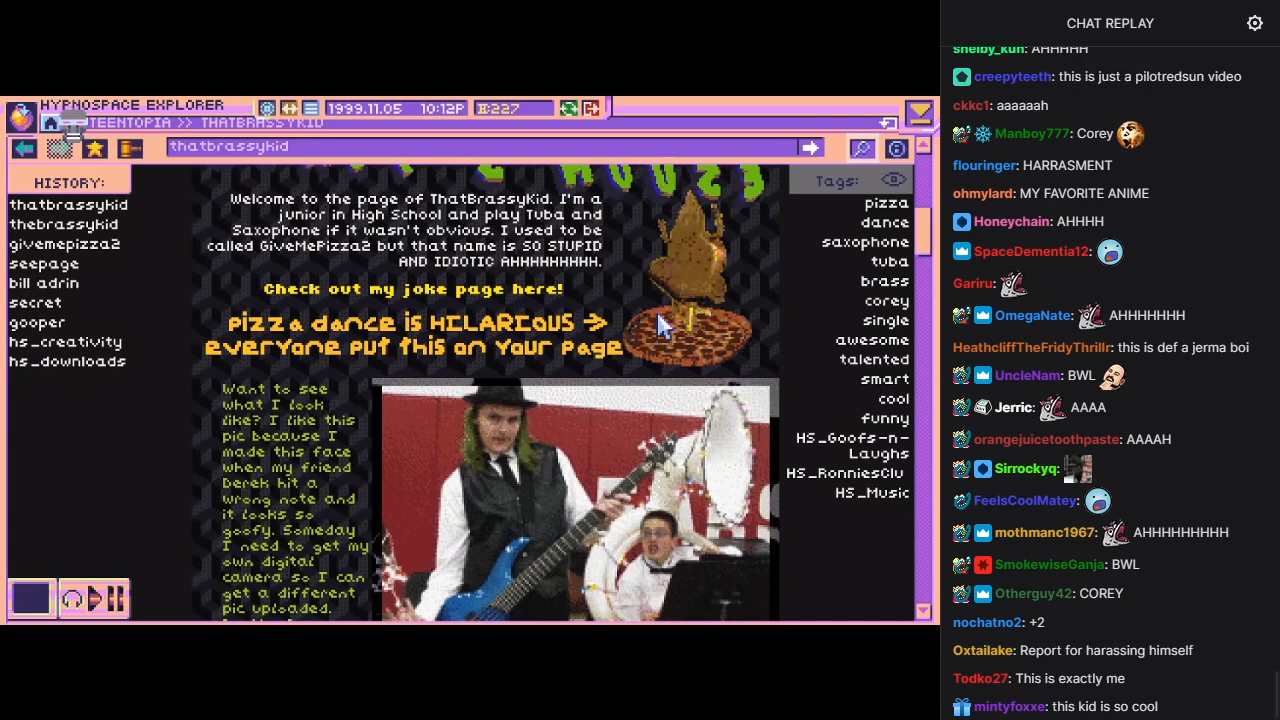 HYPNOSPACE EXPLORER
1999.11.05 10:12P
227
TEENTOPIA >> THATBRASSYKID
thatbrassykid
HISTORY:
thatbrassykid
thebrassykid
givemepizza2
seepage
bill adrin
secret
gooper
hs_creativity
hs_downloads
Welcome to the page of ThatBrassyKid. I'm a
junior in High School and play Tuba and
Saxophone if it wasn't obvious. I used to be
called GiveMePizza2 but that name is SO STUPID
AND IDIOTIC AHHHHHHHH.
Check out my joke page here!
pizza dance is HILARIOUS ->
everyone put this on your page
Want to see
what I look
like? I like this
pic because I
made this face
when my friend
Derek hit a
wrong note and
it looks so
goofy. Someday
I need to get my
own digital
camera so I can
get a different
pic uploaded.
Tags:
pizza
dance
saxophone
tuba
brass
corey
single
awesome
talented
smart
cool
funny
HS_Goofs-n-
Laughs
HS_RonniesClu
HS_Music
CHAT REPLAY
shelby_kun: AHHHHH
creepyteeth: this is just a pilotredsun video
ckkc1: aaaaaah
Manboy777: Corey
flouringer: HARRASMENT
ohmylard: MY FAVORITE ANIME
Honeychain: AHHHH
SpaceDementia12:
Gariru:
OmegaNate: AHHHHHHH
HeathcliffTheFridyThrillr: this is def a jerma boi
UncleNam: BWL
Jerric: AAAA
orangejuicetoothpaste: AAAAH
Sirrockyq:
FeelsCoolMatey:
mothmanc1967: AHHHHHHHHH
SmokewiseGanja: BWL
Otherguy42: COREY
nochatno2: +2
Oxtailake: Report for harassing himself
Todko27: This is exactly me
mintyfoxxe: this kid is so cool